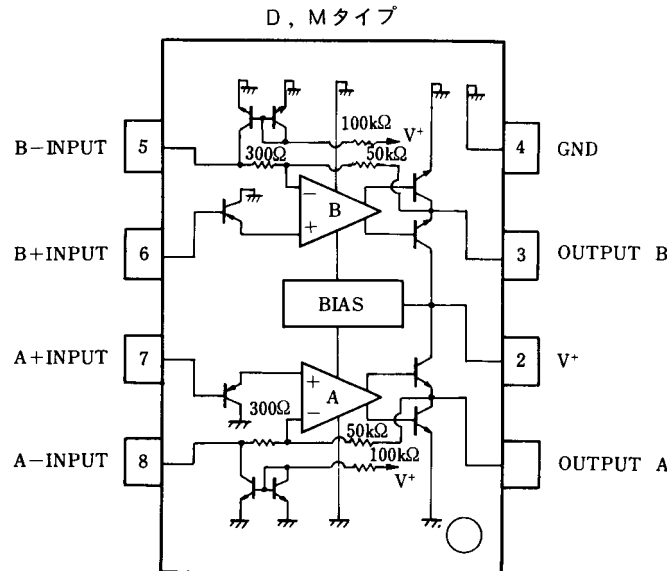 D, Mタイプ
100kΩ
V⁺
B-INPUT
5
300Ω
50kΩ
4
GND
−
B
+
B+INPUT
6
3
OUTPUT B
BIAS
A+INPUT
7
2
V⁺
+
A
−
300Ω
50kΩ
A-INPUT
8
100kΩ
V⁺
OUTPUT A